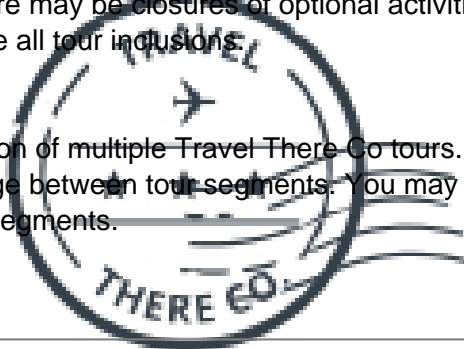 re may be closures of optional activiti
e all tour inclusions.
TRAVEL
on of multiple Travel There Co tours.
ge between tour segments. You may
segments.
THERE CO.